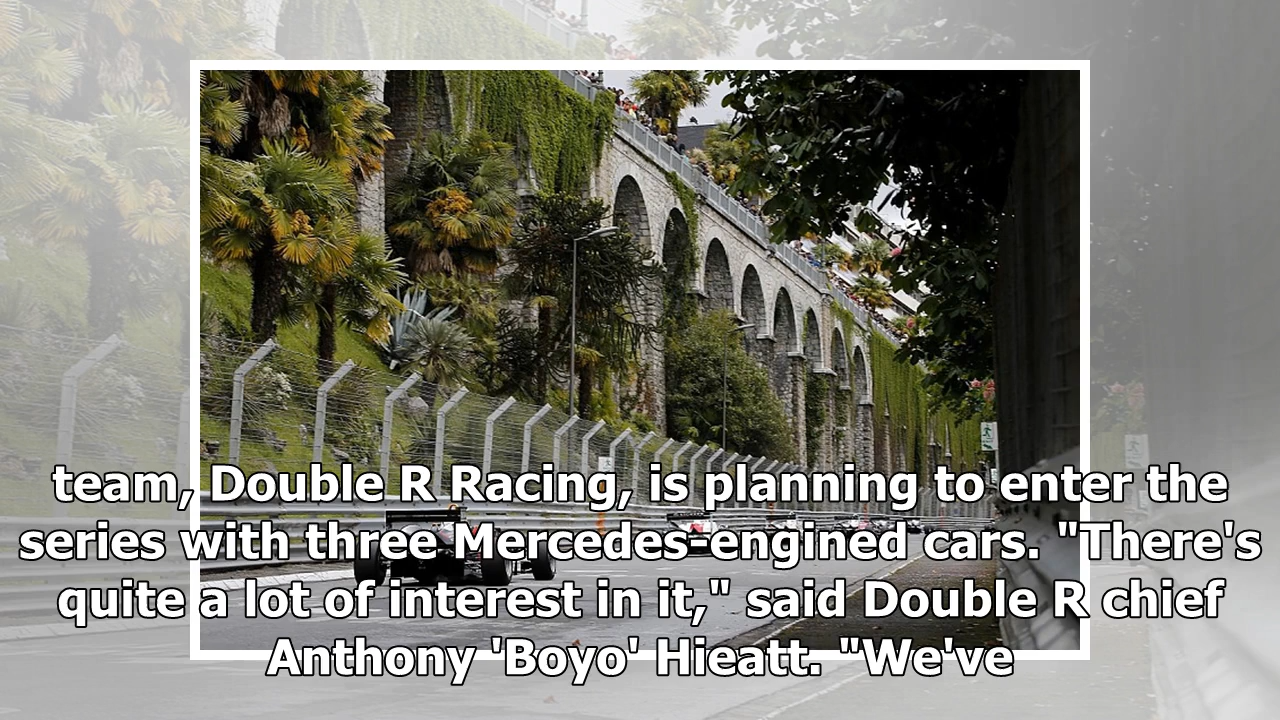 team, Double R Racing, is planning to enter the
series with three Mercedes-engined cars. "There's
quite a lot of interest in it," said Double R chief
Anthony 'Boyo' Hieatt. "We've